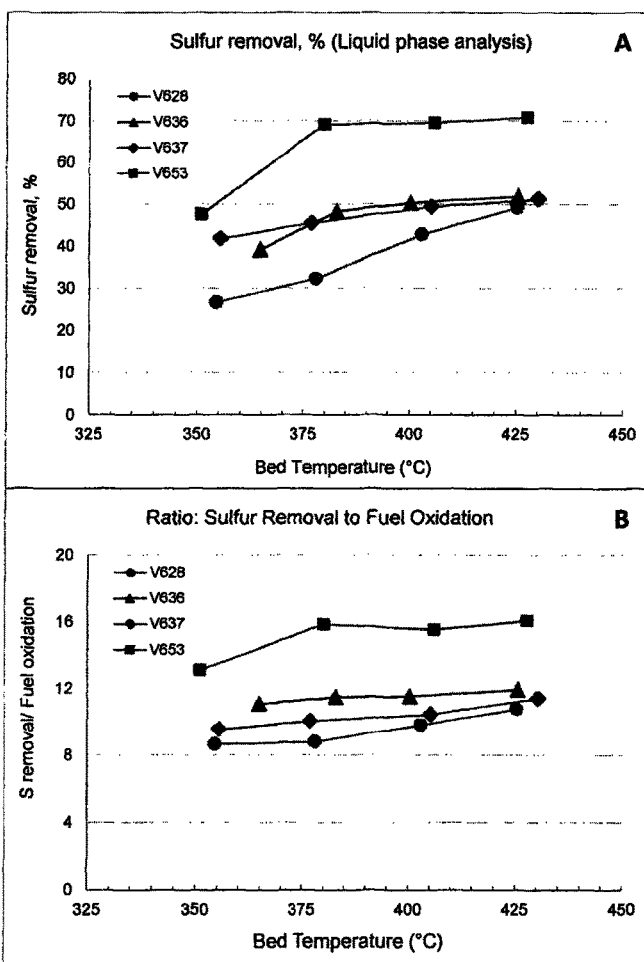 Sulfur removal, % (Liquid phase analysis) A
80
70
60
50
40
30
20
10
0
V628
V636
V637
V653
Sulfur removal, %
325 350 375 400 425 450
Bed Temperature (°C)
Ratio: Sulfur Removal to Fuel Oxidation B
20
16
12
8
4
0
V628
V636
V637
V653
S removal/ Fuel oxidation
325 350 375 400 425 450
Bed Temperature (°C)